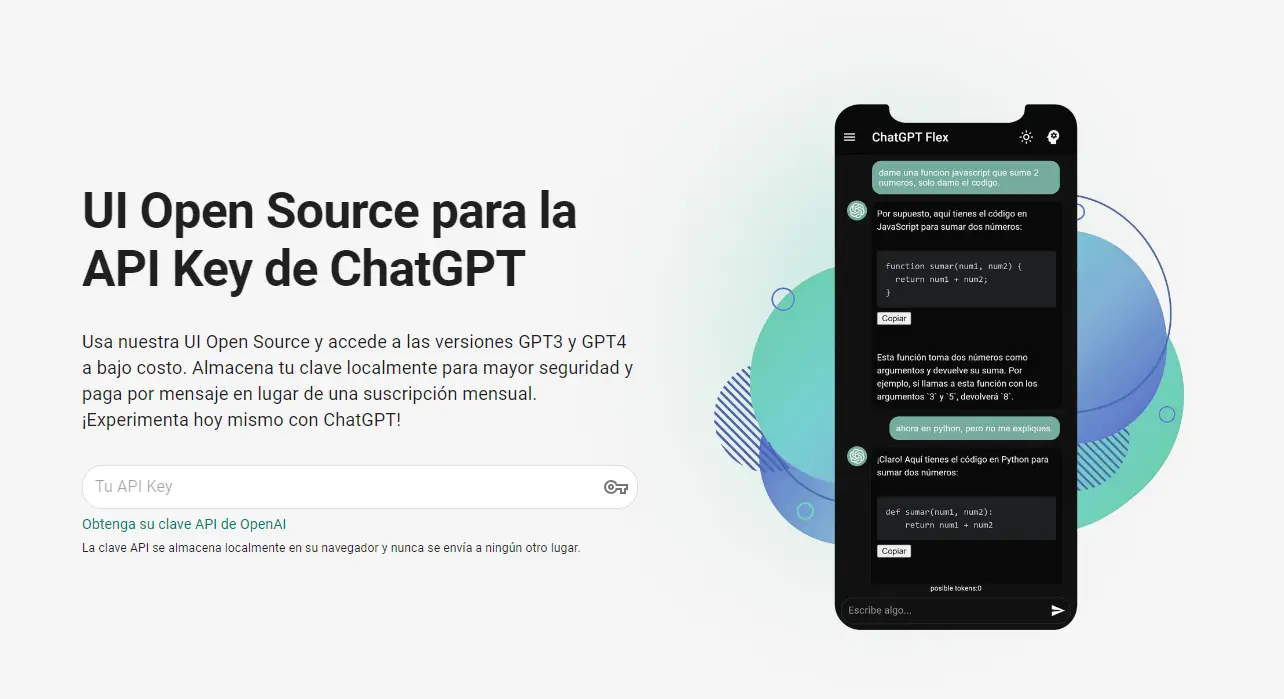 UI Open Source para la
API Key de ChatGPT
Usa nuestra UI Open Source y accede a las versiones GPT3 y GPT4
a bajo costo. Almacena tu clave localmente para mayor seguridad y
paga por mensaje en lugar de una suscripción mensual.
¡Experimenta hoy mismo con ChatGPT!
Tu API Key
Obtenga su clave API de OpenAI
La clave API se almacena localmente en su navegador y nunca se envía a ningún otro lugar.
ChatGPT Flex
dame una funcion javascript que sume 2
numeros, solo dame el codigo.
Por supuesto, aquí tienes el código en
JavaScript para sumar dos números:
function sumar(num1, num2) {
return num1 + num2;
}
Copiar
Esta función toma dos números como
argumentos y devuelve su suma. Por
ejemplo, si llamas a esta función con los
argumentos `3` y `5`, devolverá `8`.
ahora en python, pero no me expliques.
¡Claro! Aquí tienes el código en Python para
sumar dos números:
def sumar(num1, num2):
return num1 + num2
Copiar
posible tokens:0
Escribe algo...